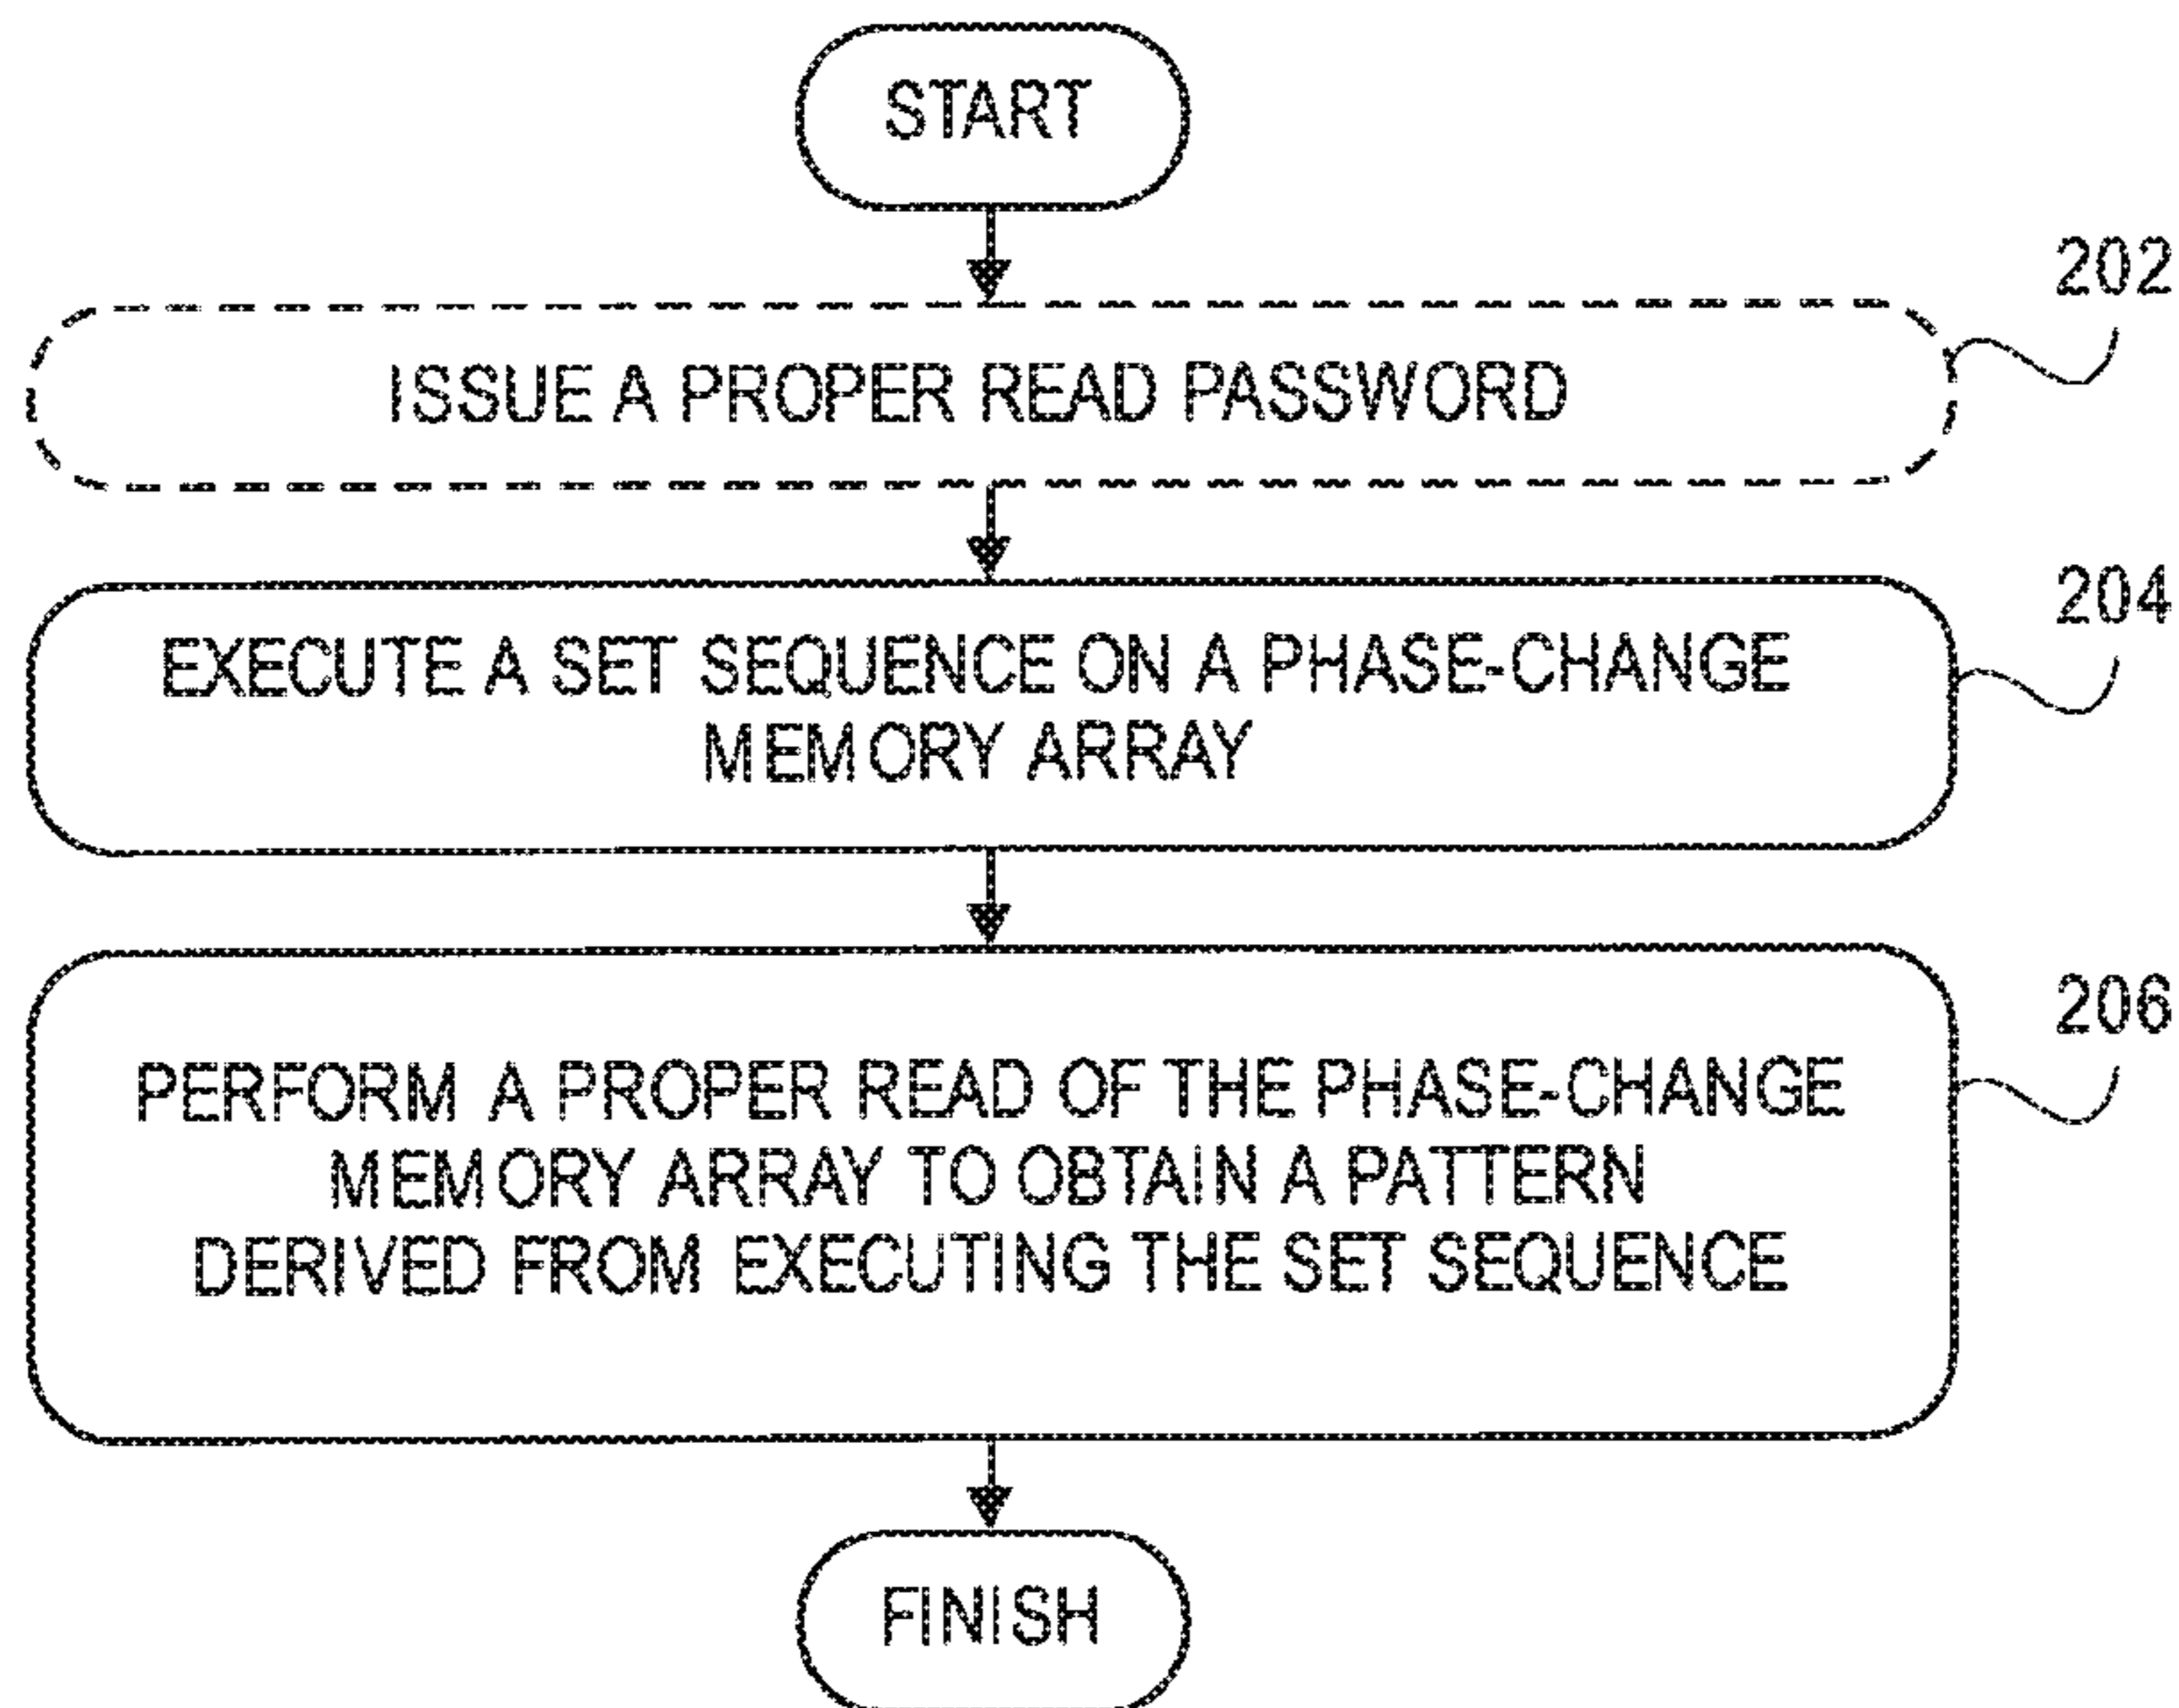 START
202
ISSUE A PROPER READ PASSWORD
204
EXECUTE A SET SEQUENCE ON A PHASE-CHANGE
MEMORY ARRAY
206
PERFORM A PROPER READ OF THE PHASE-CHANGE
MEMORY ARRAY TO OBTAIN A PATTERN
DERIVED FROM EXECUTING THE SET SEQUENCE
FINISH